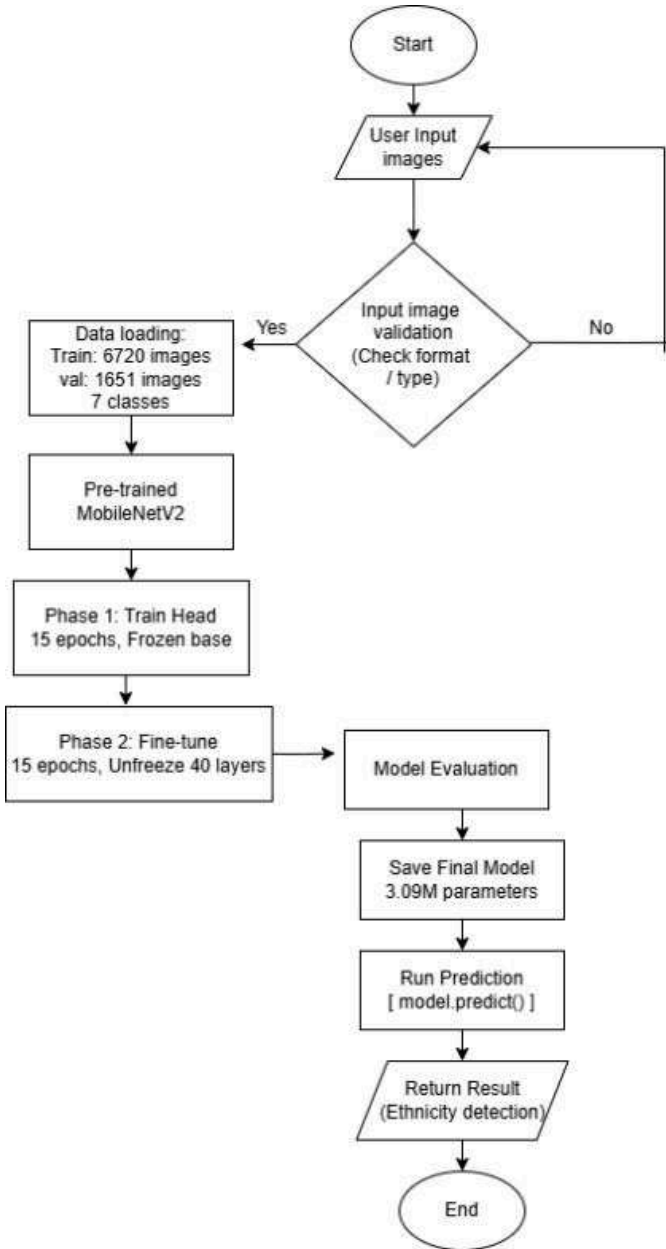 Start
User Input
images
Input image
validation
(Check format
/ type)
Yes
No
Data loading:
Train: 6720 images
val: 1651 images
7 classes
Pre-trained
MobileNetV2
Phase 1: Train Head
15 epochs, Frozen base
Phase 2: Fine-tune
15 epochs, Unfreeze 40 layers
Model Evaluation
Save Final Model
3.09M parameters
Run Prediction
[ model.predict() ]
Return Result
(Ethnicity detection)
End